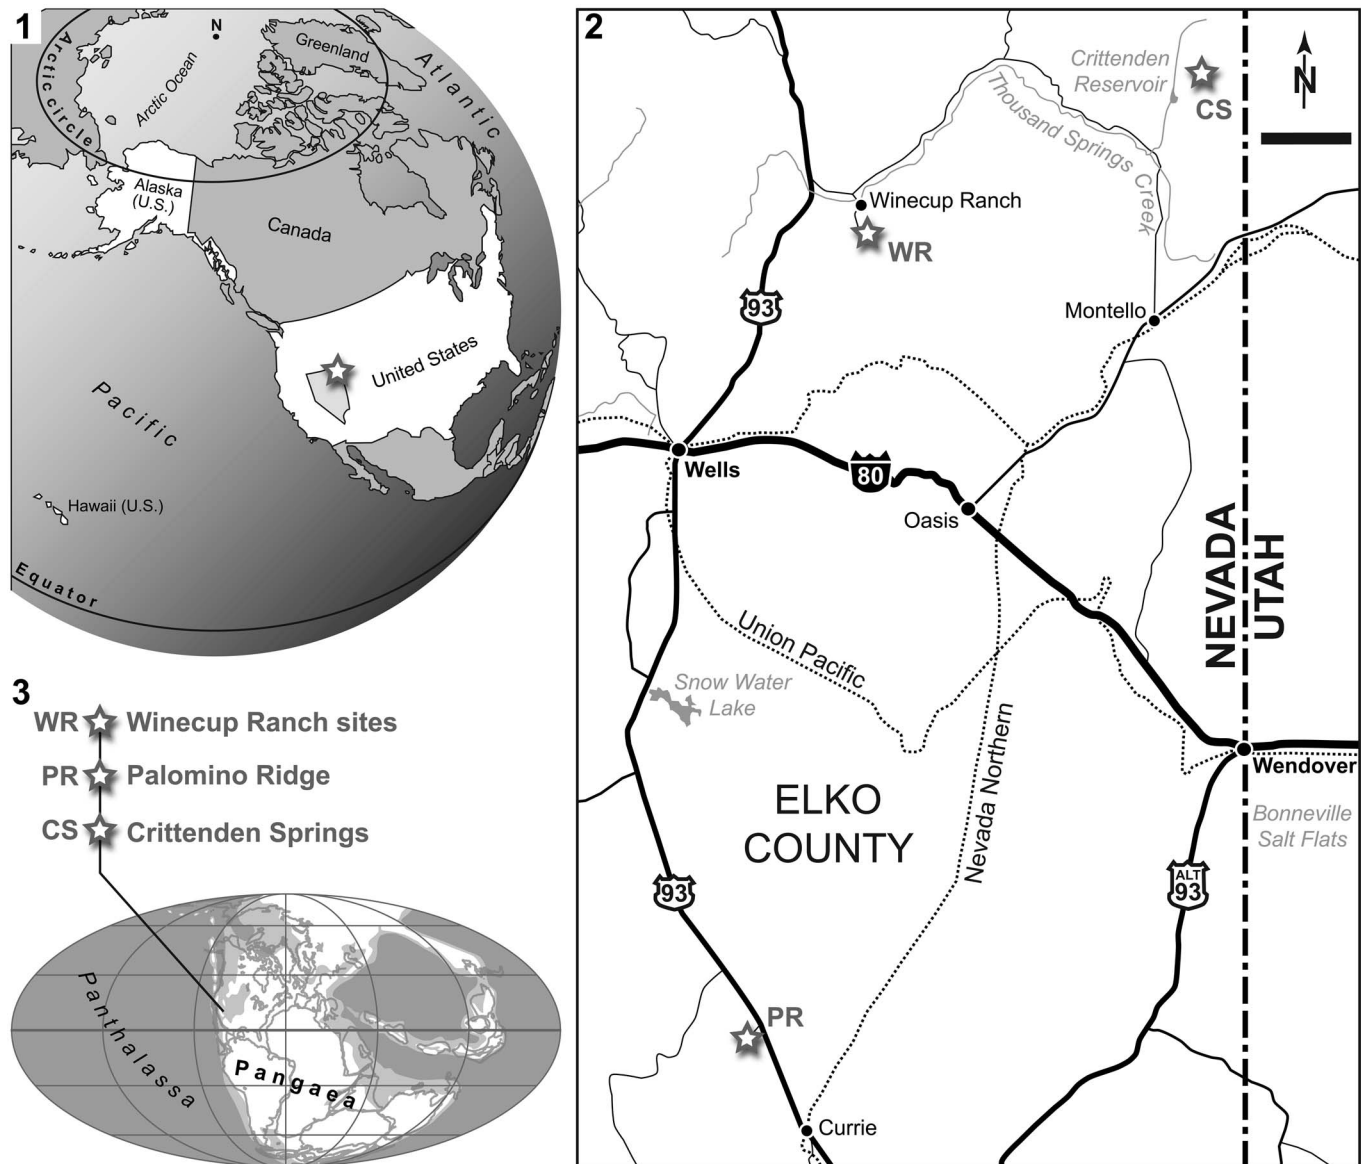 1
N
Arctic circle
Arctic Ocean
Greenland
Atlantic
Alaska
(U.S.)
Canada
United States
Pacific
Hawaii (U.S.)
Equator
2
Crittenden
Reservoir
CS
N
Thousand Springs Creek
Winecup Ranch
WR
93
Montello
Wells
80
Oasis
NEVADA
UTAH
Union Pacific
Snow Water
Lake
Nevada Northern
Wendover
ELKO
COUNTY
Bonneville
Salt Flats
93
ALT
93
PR
Currie
3
WR Winecup Ranch sites
PR Palomino Ridge
CS Crittenden Springs
Panthalassa
Pangaea